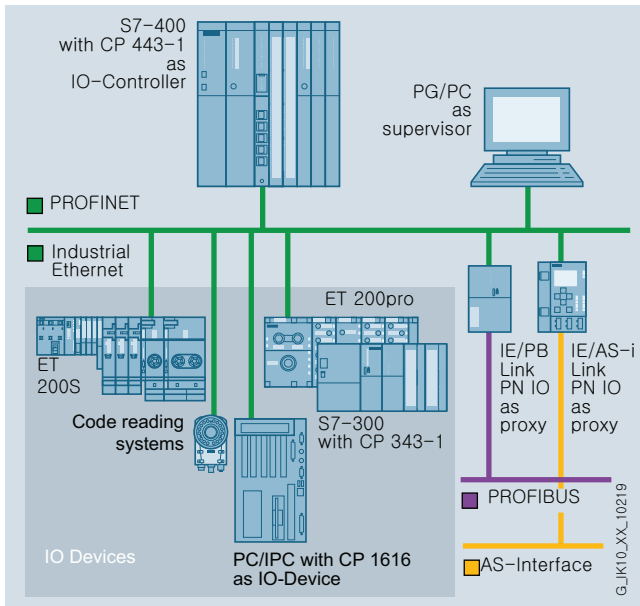 S7-400
with CP 443-1
as
IO-Controller
PG/PC
as
supervisor
PROFINET
Industrial
Ethernet
ET 200pro
ET
200S
IE/PB
Link
PN IO
as
proxy
IE/AS-i
Link
PN IO
as
proxy
Code reading
systems
S7-300
with CP 343-1
PROFIBUS
IO Devices
PC/IPC with CP 1616
as IO-Device
AS-Interface
G_IK10_XX_10219